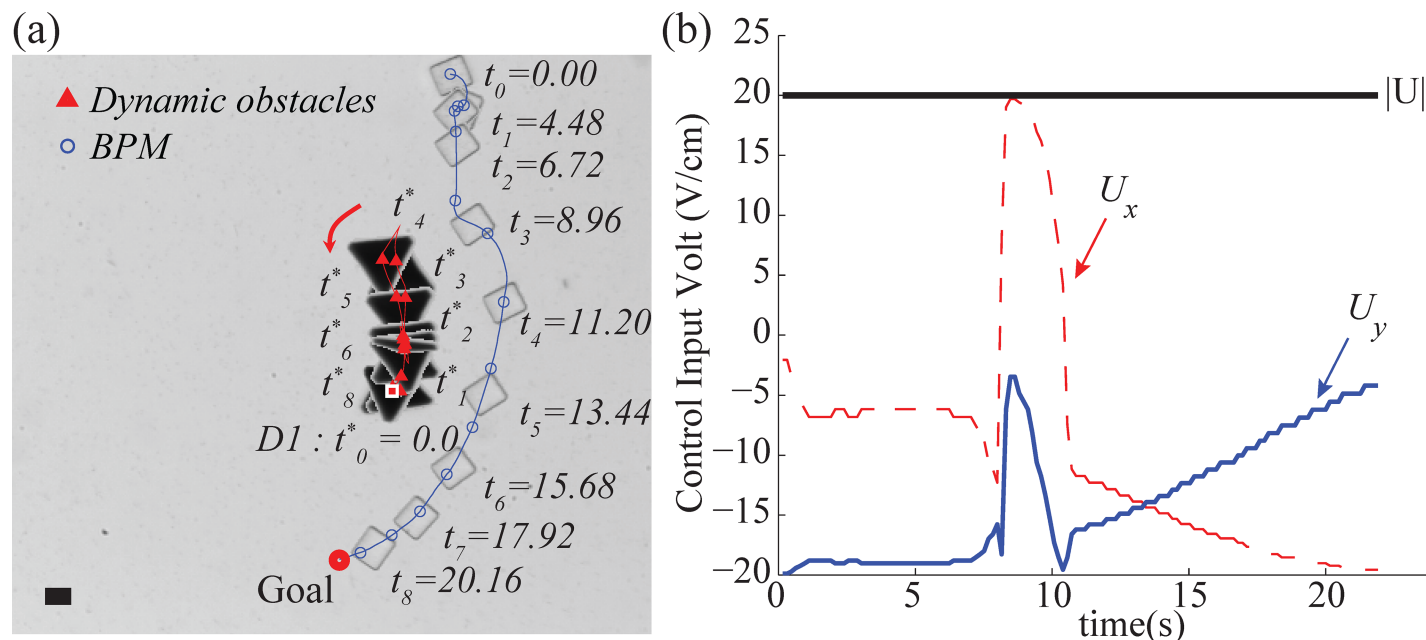 (a)
Dynamic obstacles
BPM
t0=0.00
t1=4.48
t2=6.72
t3=8.96
t4=11.20
t5=13.44
t6=15.68
t7=17.92
t8=20.16
t*4
t*3
t*5
t*2
t*6
t*1
t*8
D1 : t*0 = 0.0
Goal
(b)
Control Input Volt (V/cm)
25
20
15
10
5
0
−5
−10
−15
−20
|U|
Ux
Uy
0 5 10 15 20
time(s)